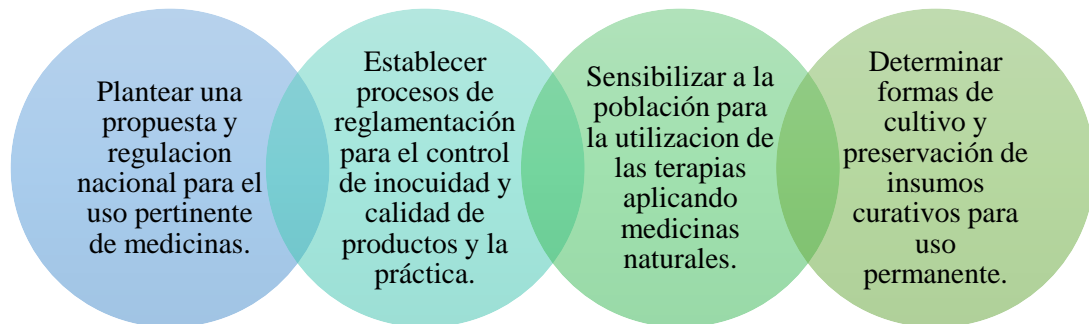 Plantear una
propuesta y
regulacion
nacional para el
uso pertinente
de medicinas.
Establecer
procesos de
reglamentación
para el control
de inocuidad y
calidad de
productos y la
práctica.
Sensibilizar a la
población para
la utilizacion de
las terapias
aplicando
medicinas
naturales.
Determinar
formas de
cultivo y
preservación de
insumos
curativos para
uso
permanente.